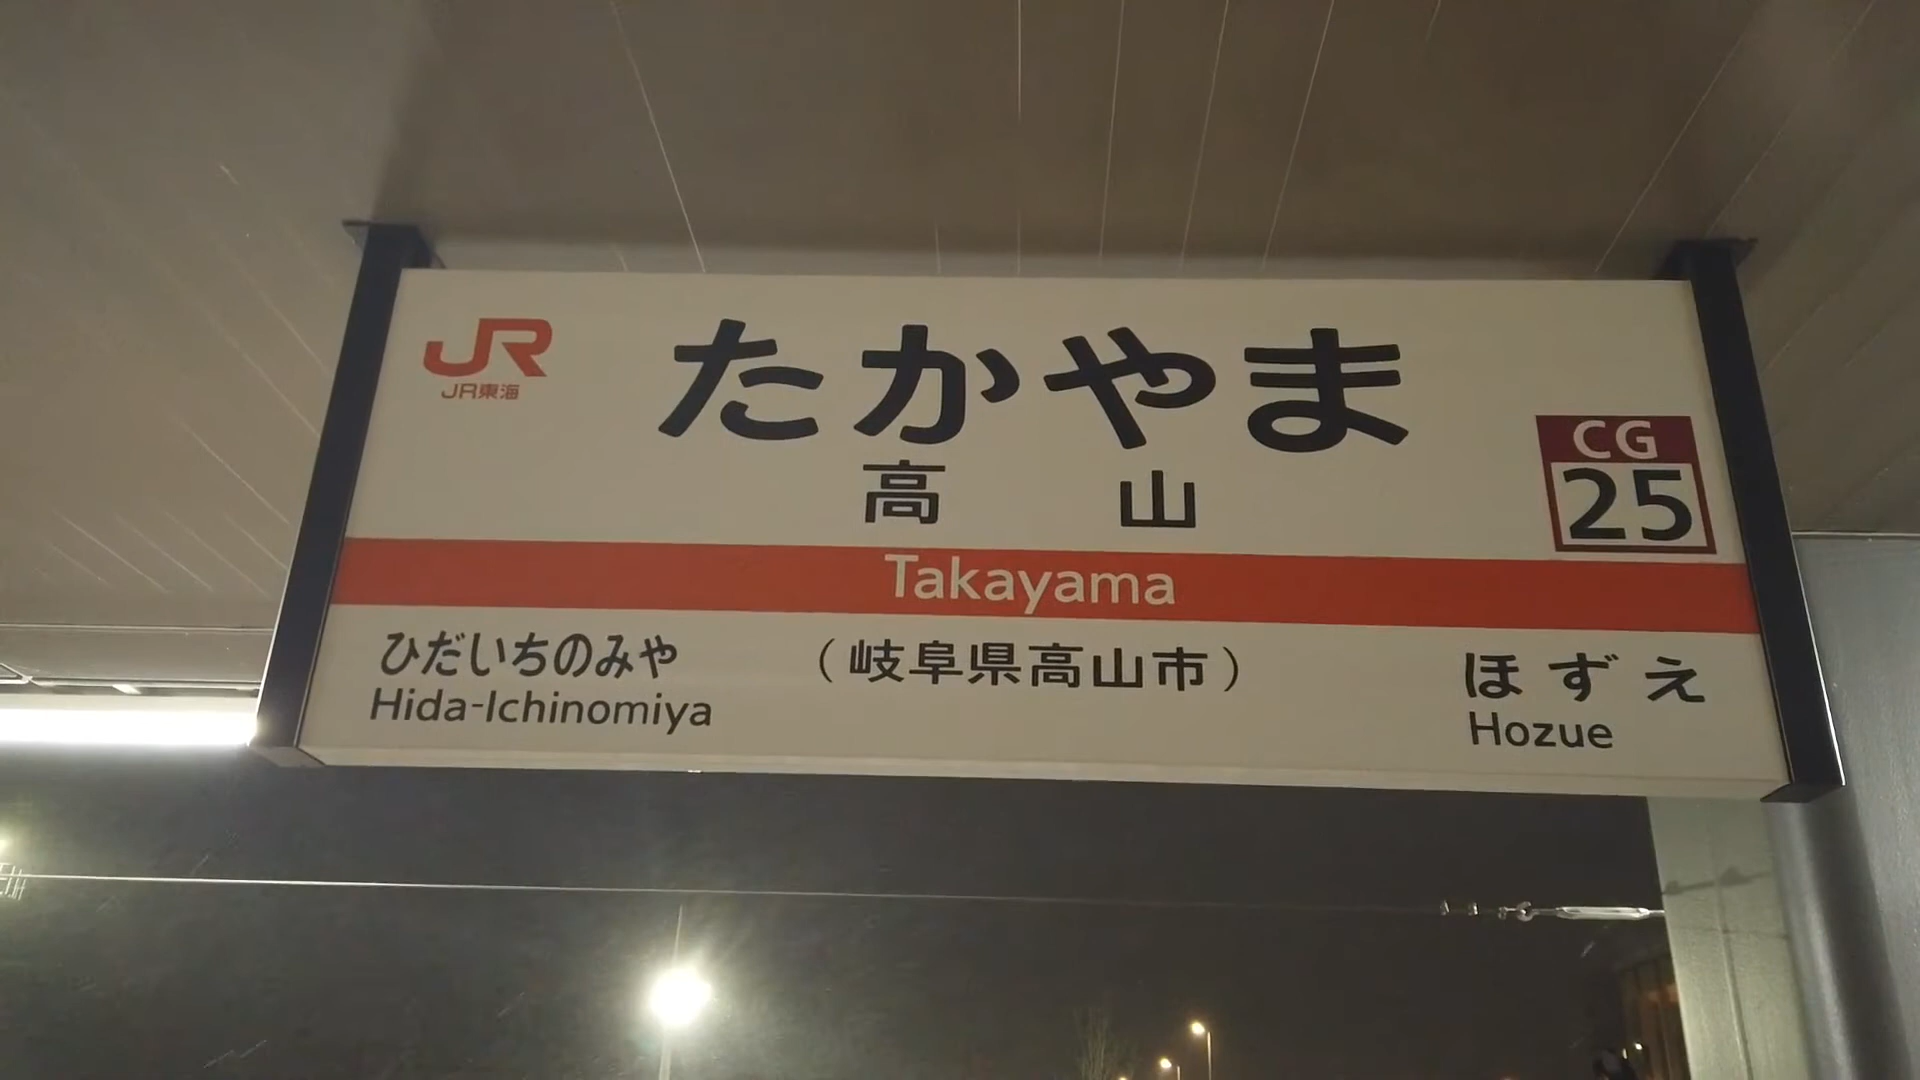 JR
JR東海
たかやま
高山
CG
25
Takayama
ひだいちのみや
Hida-Ichinomiya
(岐阜県高山市)
ほずえ
Hozue